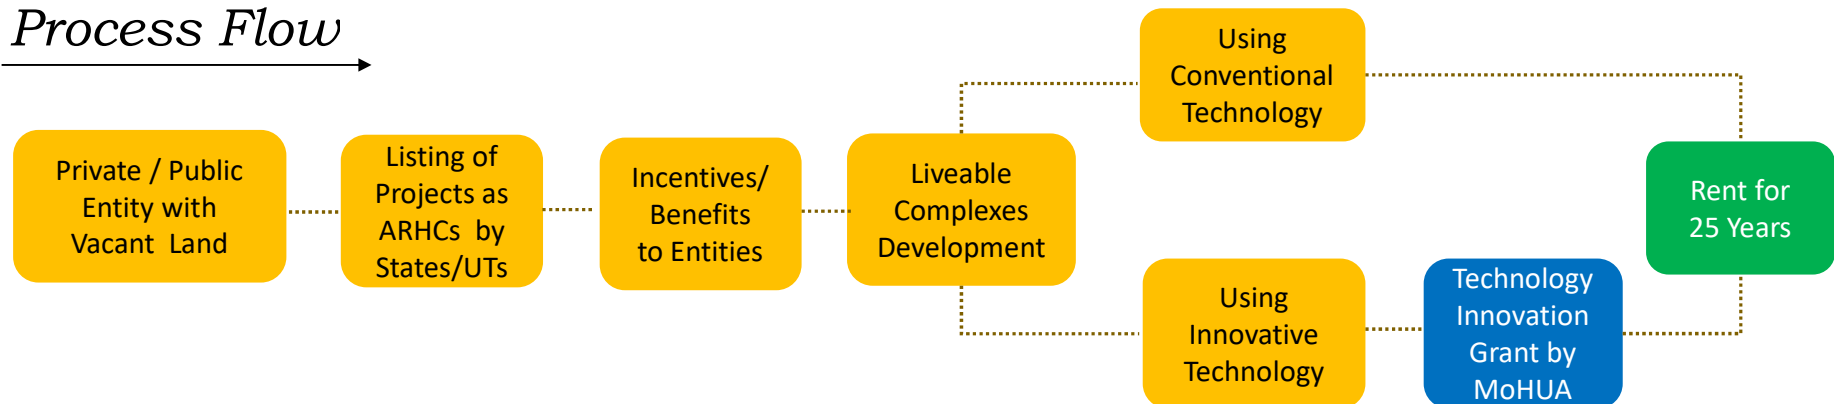 Process Flow
Private / Public
Entity with
Vacant Land
Listing of
Projects as
ARHCs by
States/UTs
Incentives/
Benefits
to Entities
Liveable
Complexes
Development
Using
Conventional
Technology
Using
Innovative
Technology
Technology
Innovation
Grant by
MoHUA
Rent for
25 Years